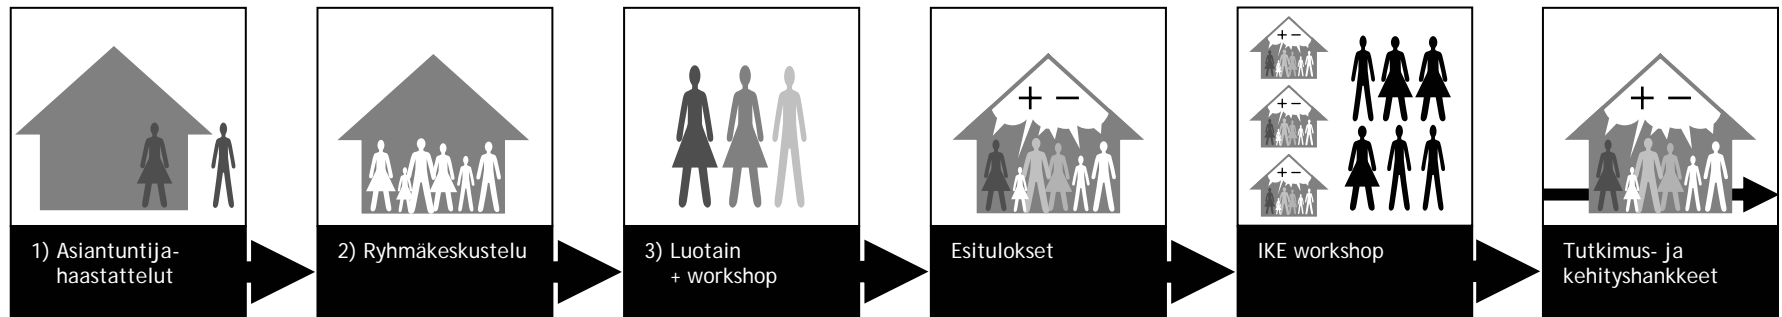 1) Asiantuntija-
haastattelut
2) Ryhmäkeskustelu
3) Luotain
+ workshop
+ −
Esitulokset
+ −
+ −
+ −
IKE workshop
+ −
Tutkimus- ja
kehityshankkeet